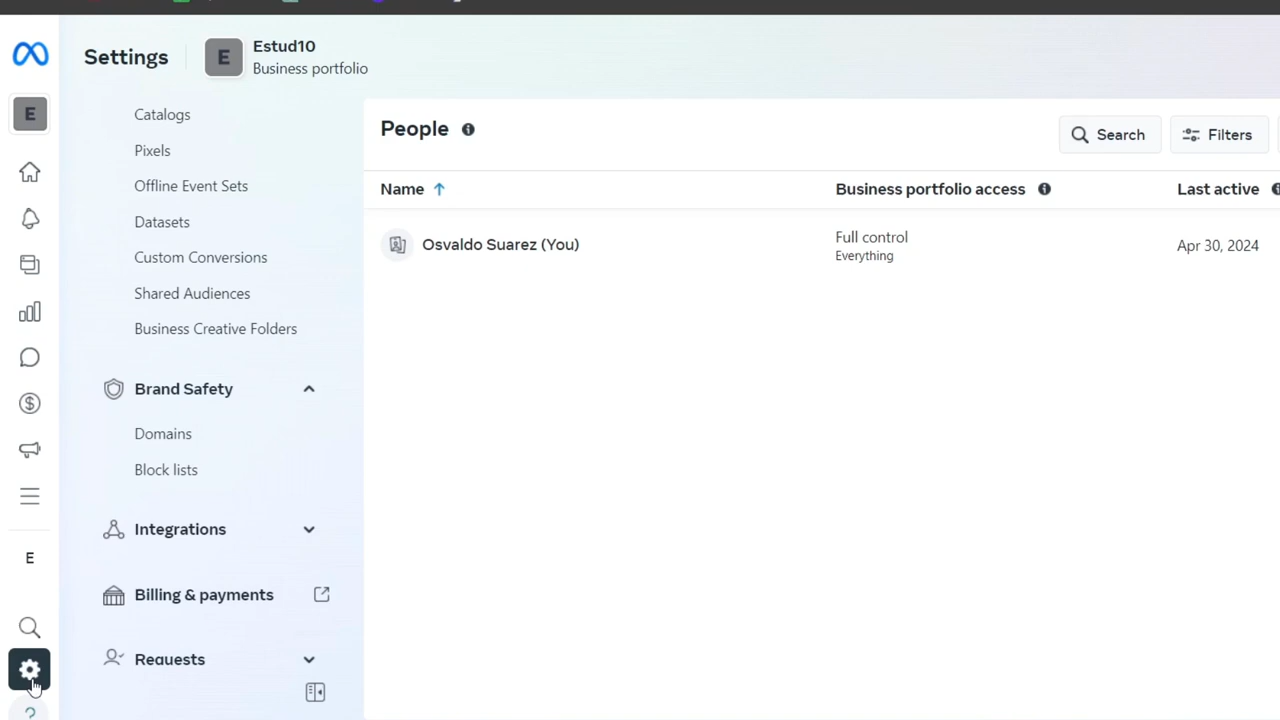 Settings
E
Estud10
Business portfolio
E
Catalogs
Pixels
Offline Event Sets
Datasets
Custom Conversions
Shared Audiences
Business Creative Folders
Brand Safety
Domains
Block lists
Integrations
Billing & payments
Requests
E
People
Search
Filters
Name
Business portfolio access
Last active
Osvaldo Suarez (You)
Full control
Everything
Apr 30, 2024